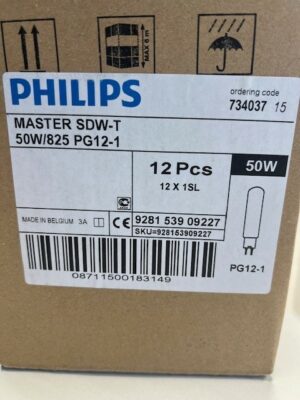 MAX 6 m
PHILIPS
ordering code
734037 15
MASTER SDW-T
50W/825 PG12-1
12 Pcs
12 X 1SL
50W
MADE IN BELGIUM 3A
CE
9281 539 09227
SKU=928153909227
PG12-1
08711500183149